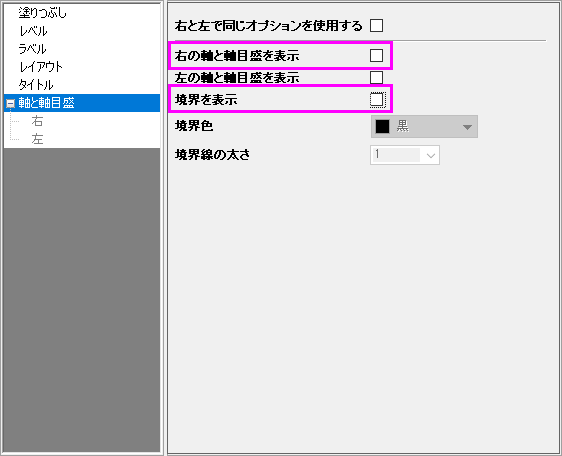 塗りつぶし
レベル
ラベル
レイアウト
タイトル
軸と軸目盛
右
左
右と左で同じオプションを使用する
右の軸と軸目盛を表示
左の軸と軸目盛を表示
境界を表示
境界色 黒
境界線の太さ 1